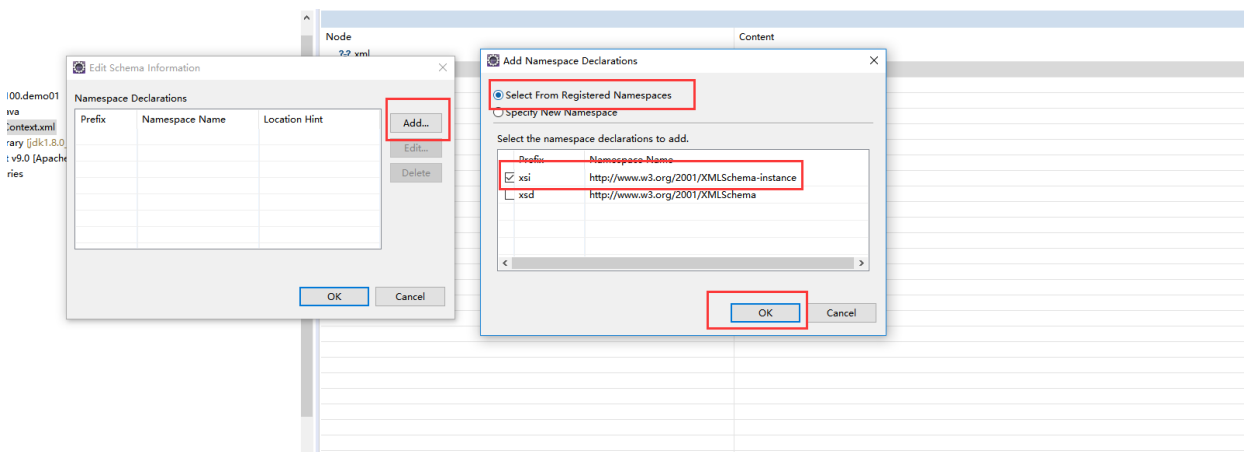 Node Content
?-? xml
Edit Schema Information
Namespace Declarations
Prefix Namespace Name Location Hint
Add...
Edit...
Delete
OK Cancel
100.demo01
ava
Context.xml
rary [jdk1.8.0
t v9.0 [Apache
ries
Add Namespace Declarations
Select From Registered Namespaces
Specify New Namespace
Select the namespace declarations to add.
Prefix Namespace Name
xsi http://www.w3.org/2001/XMLSchema-instance
xsd http://www.w3.org/2001/XMLSchema
OK Cancel